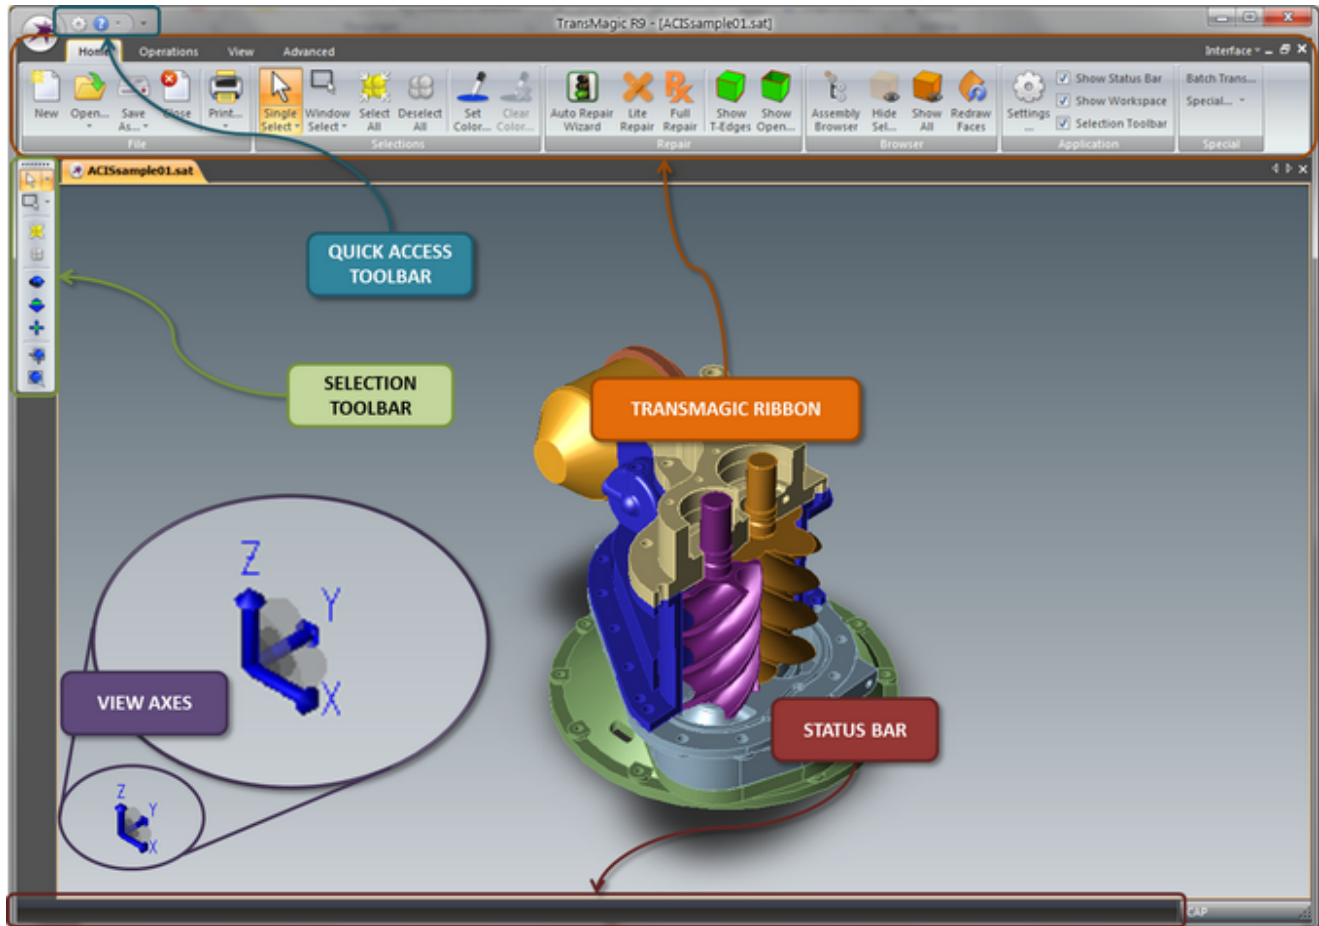 TransMagic R9 - [ACISsample01.sat]
Home Operations View Advanced Interface
New Open... Save As... Close Print...
File
Single Select Window Select Select All Deselect All Set Color... Clear Color...
Selections
Auto Repair Wizard Lite Repair Full Repair Show T-Edges Show Open...
Repair
Assembly Browser Hide Sel... Show All Redraw Faces
Browser
Settings ...
Show Status Bar
Show Workspace
Selection Toolbar
Application
Batch Trans...
Special...
Special
ACISsample01.sat
QUICK ACCESS
TOOLBAR
SELECTION
TOOLBAR
TRANSMAGIC RIBBON
Z
Y
X
VIEW AXES
STATUS BAR
Z
Y
X
CAP